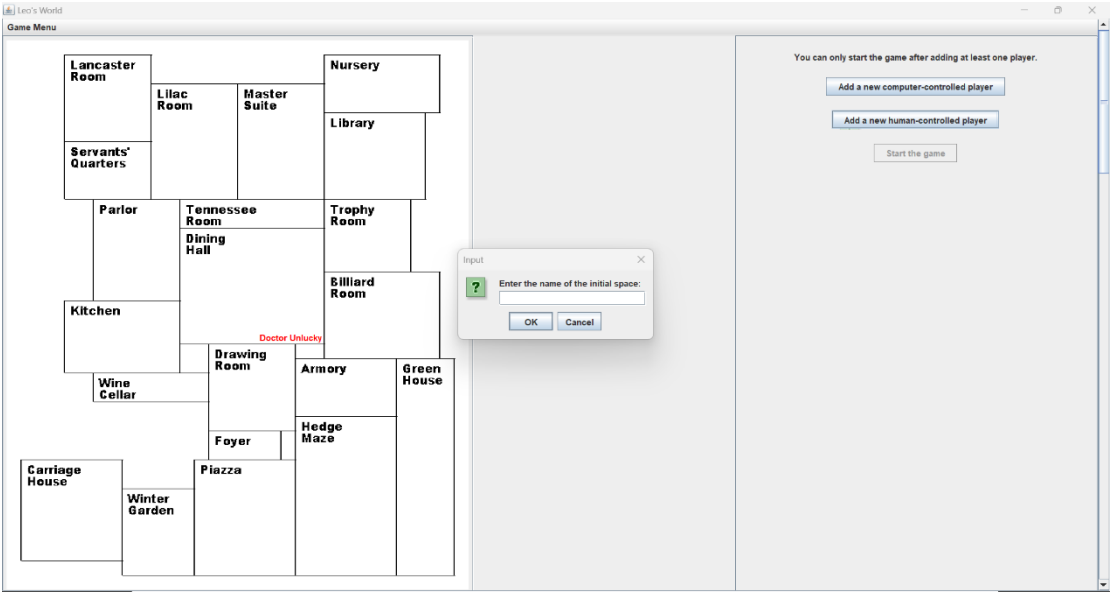 Leo's World
Game Menu
Lancaster
Room
Nursery
Lilac
Room
Master
Suite
Library
Servants'
Quarters
Parlor
Tennessee
Room
Trophy
Room
Dining
Hall
Billiard
Room
Kitchen
Doctor Unlucky
Drawing
Room
Armory
Green
House
Wine
Cellar
Hedge
Maze
Foyer
Carriage
House
Piazza
Winter
Garden
Input
?
Enter the name of the initial space:
OK
Cancel
You can only start the game after adding at least one player.
Add a new computer-controlled player
Add a new human-controlled player
Start the game